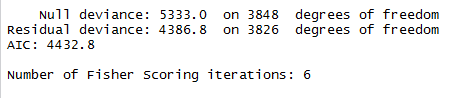 Null deviance: 5333.0  on 3848  degrees of freedom
Residual deviance: 4386.8  on 3826  degrees of freedom
AIC: 4432.8
Number of Fisher Scoring iterations: 6